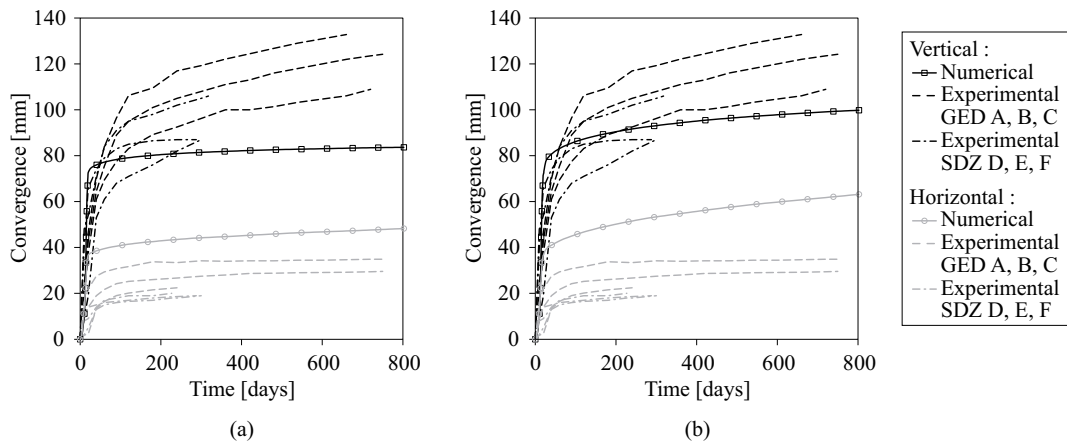 140
120
100
80
60
40
20
0
Convergence [mm]
0 200 400 600 800
Time [days]
(a)
140
120
100
80
60
40
20
0
Convergence [mm]
0 200 400 600 800
Time [days]
(b)
Vertical :
Numerical
Experimental
GED A, B, C
Experimental
SDZ D, E, F
Horizontal :
Numerical
Experimental
GED A, B, C
Experimental
SDZ D, E, F